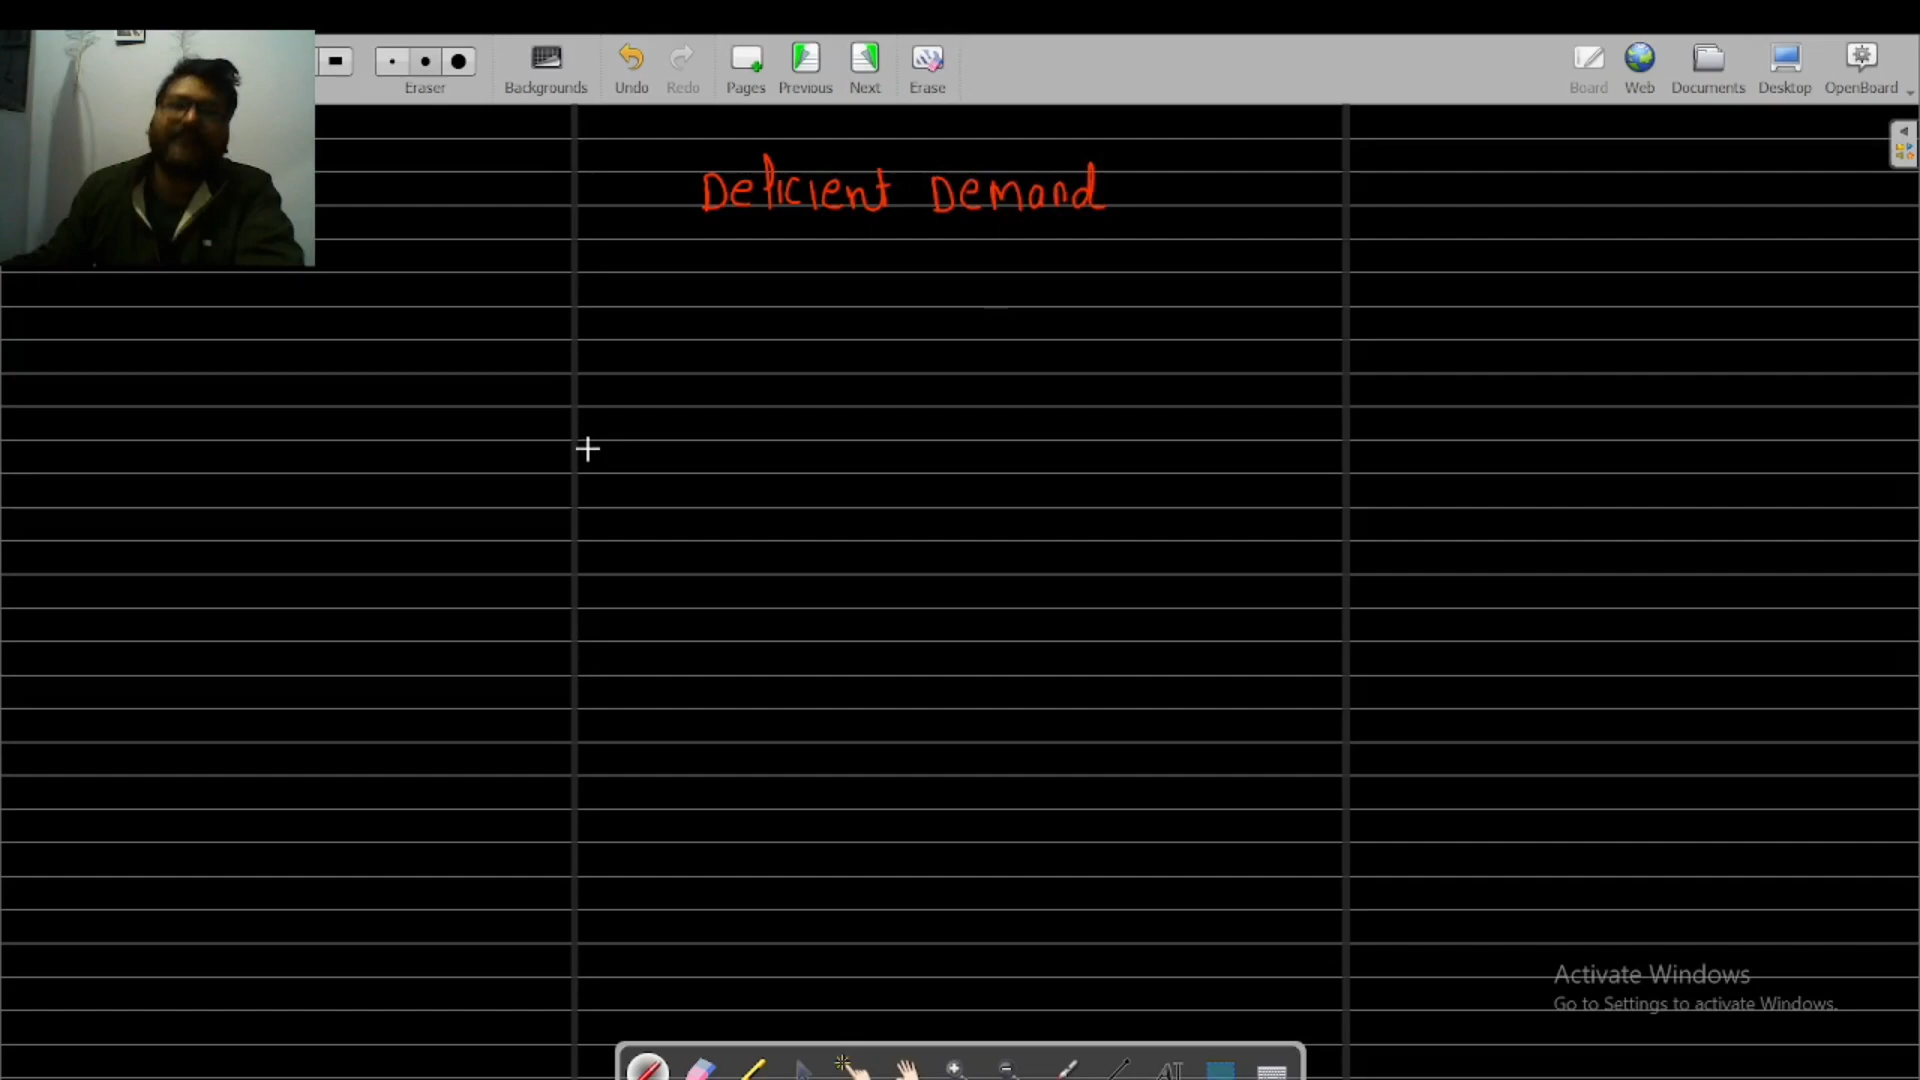 Eraser Backgrounds Undo Redo Pages Previous Next Erase Board Web Documents Desktop OpenBoard
Deficient Demand
Activate Windows
Go to Settings to activate Windows.